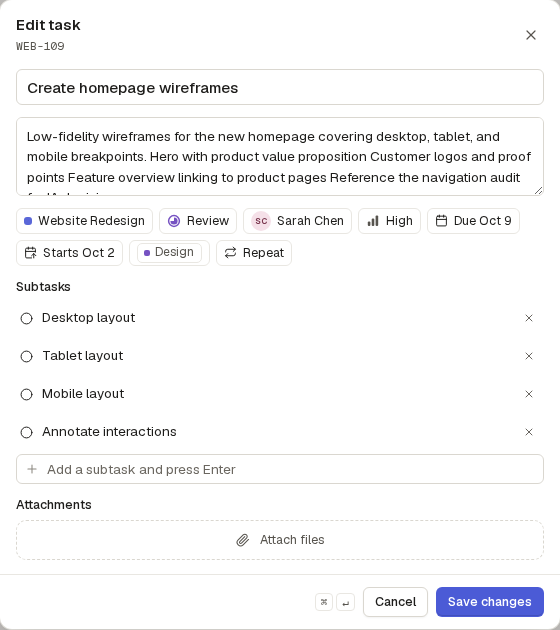 Edit task
WEB-109
Create homepage wireframes
Low-fidelity wireframes for the new homepage covering desktop, tablet, and
mobile breakpoints. Hero with product value proposition Customer logos and proof
points Feature overview linking to product pages Reference the navigation audit
Website Redesign Review SC Sarah Chen High Due Oct 9
Starts Oct 2 Design Repeat
Subtasks
Desktop layout
Tablet layout
Mobile layout
Annotate interactions
Add a subtask and press Enter
Attachments
Attach files
⌘ ↵ Cancel Save changes